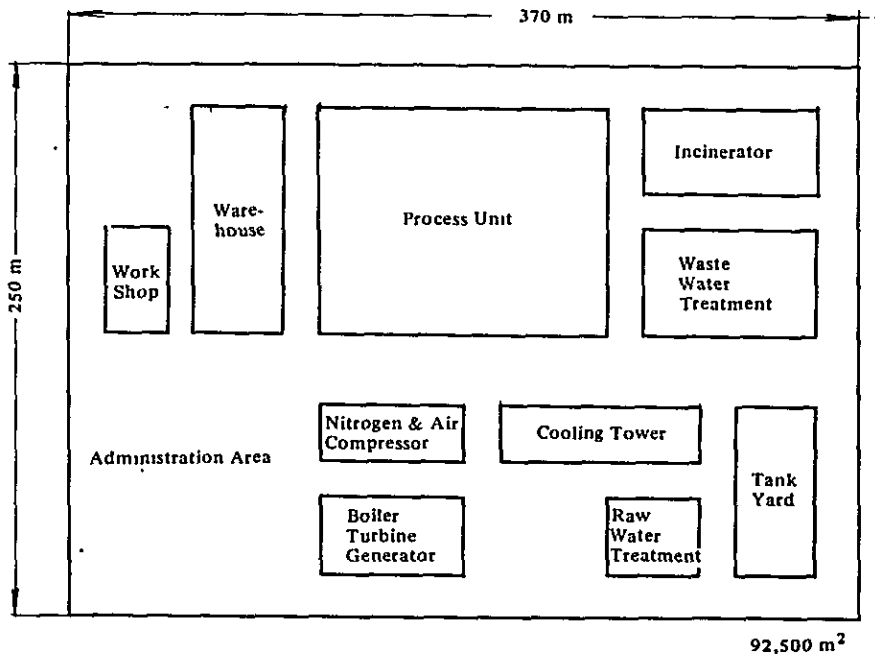 370 m
250 m
Incinerator
Ware-
house
Process Unit
Work
Shop
Waste
Water
Treatment
Nitrogen & Air
Compressor
Cooling Tower
Administration Area
Tank
Yard
Boiler
Turbine
Generator
Raw
Water
Treatment
92,500 m²